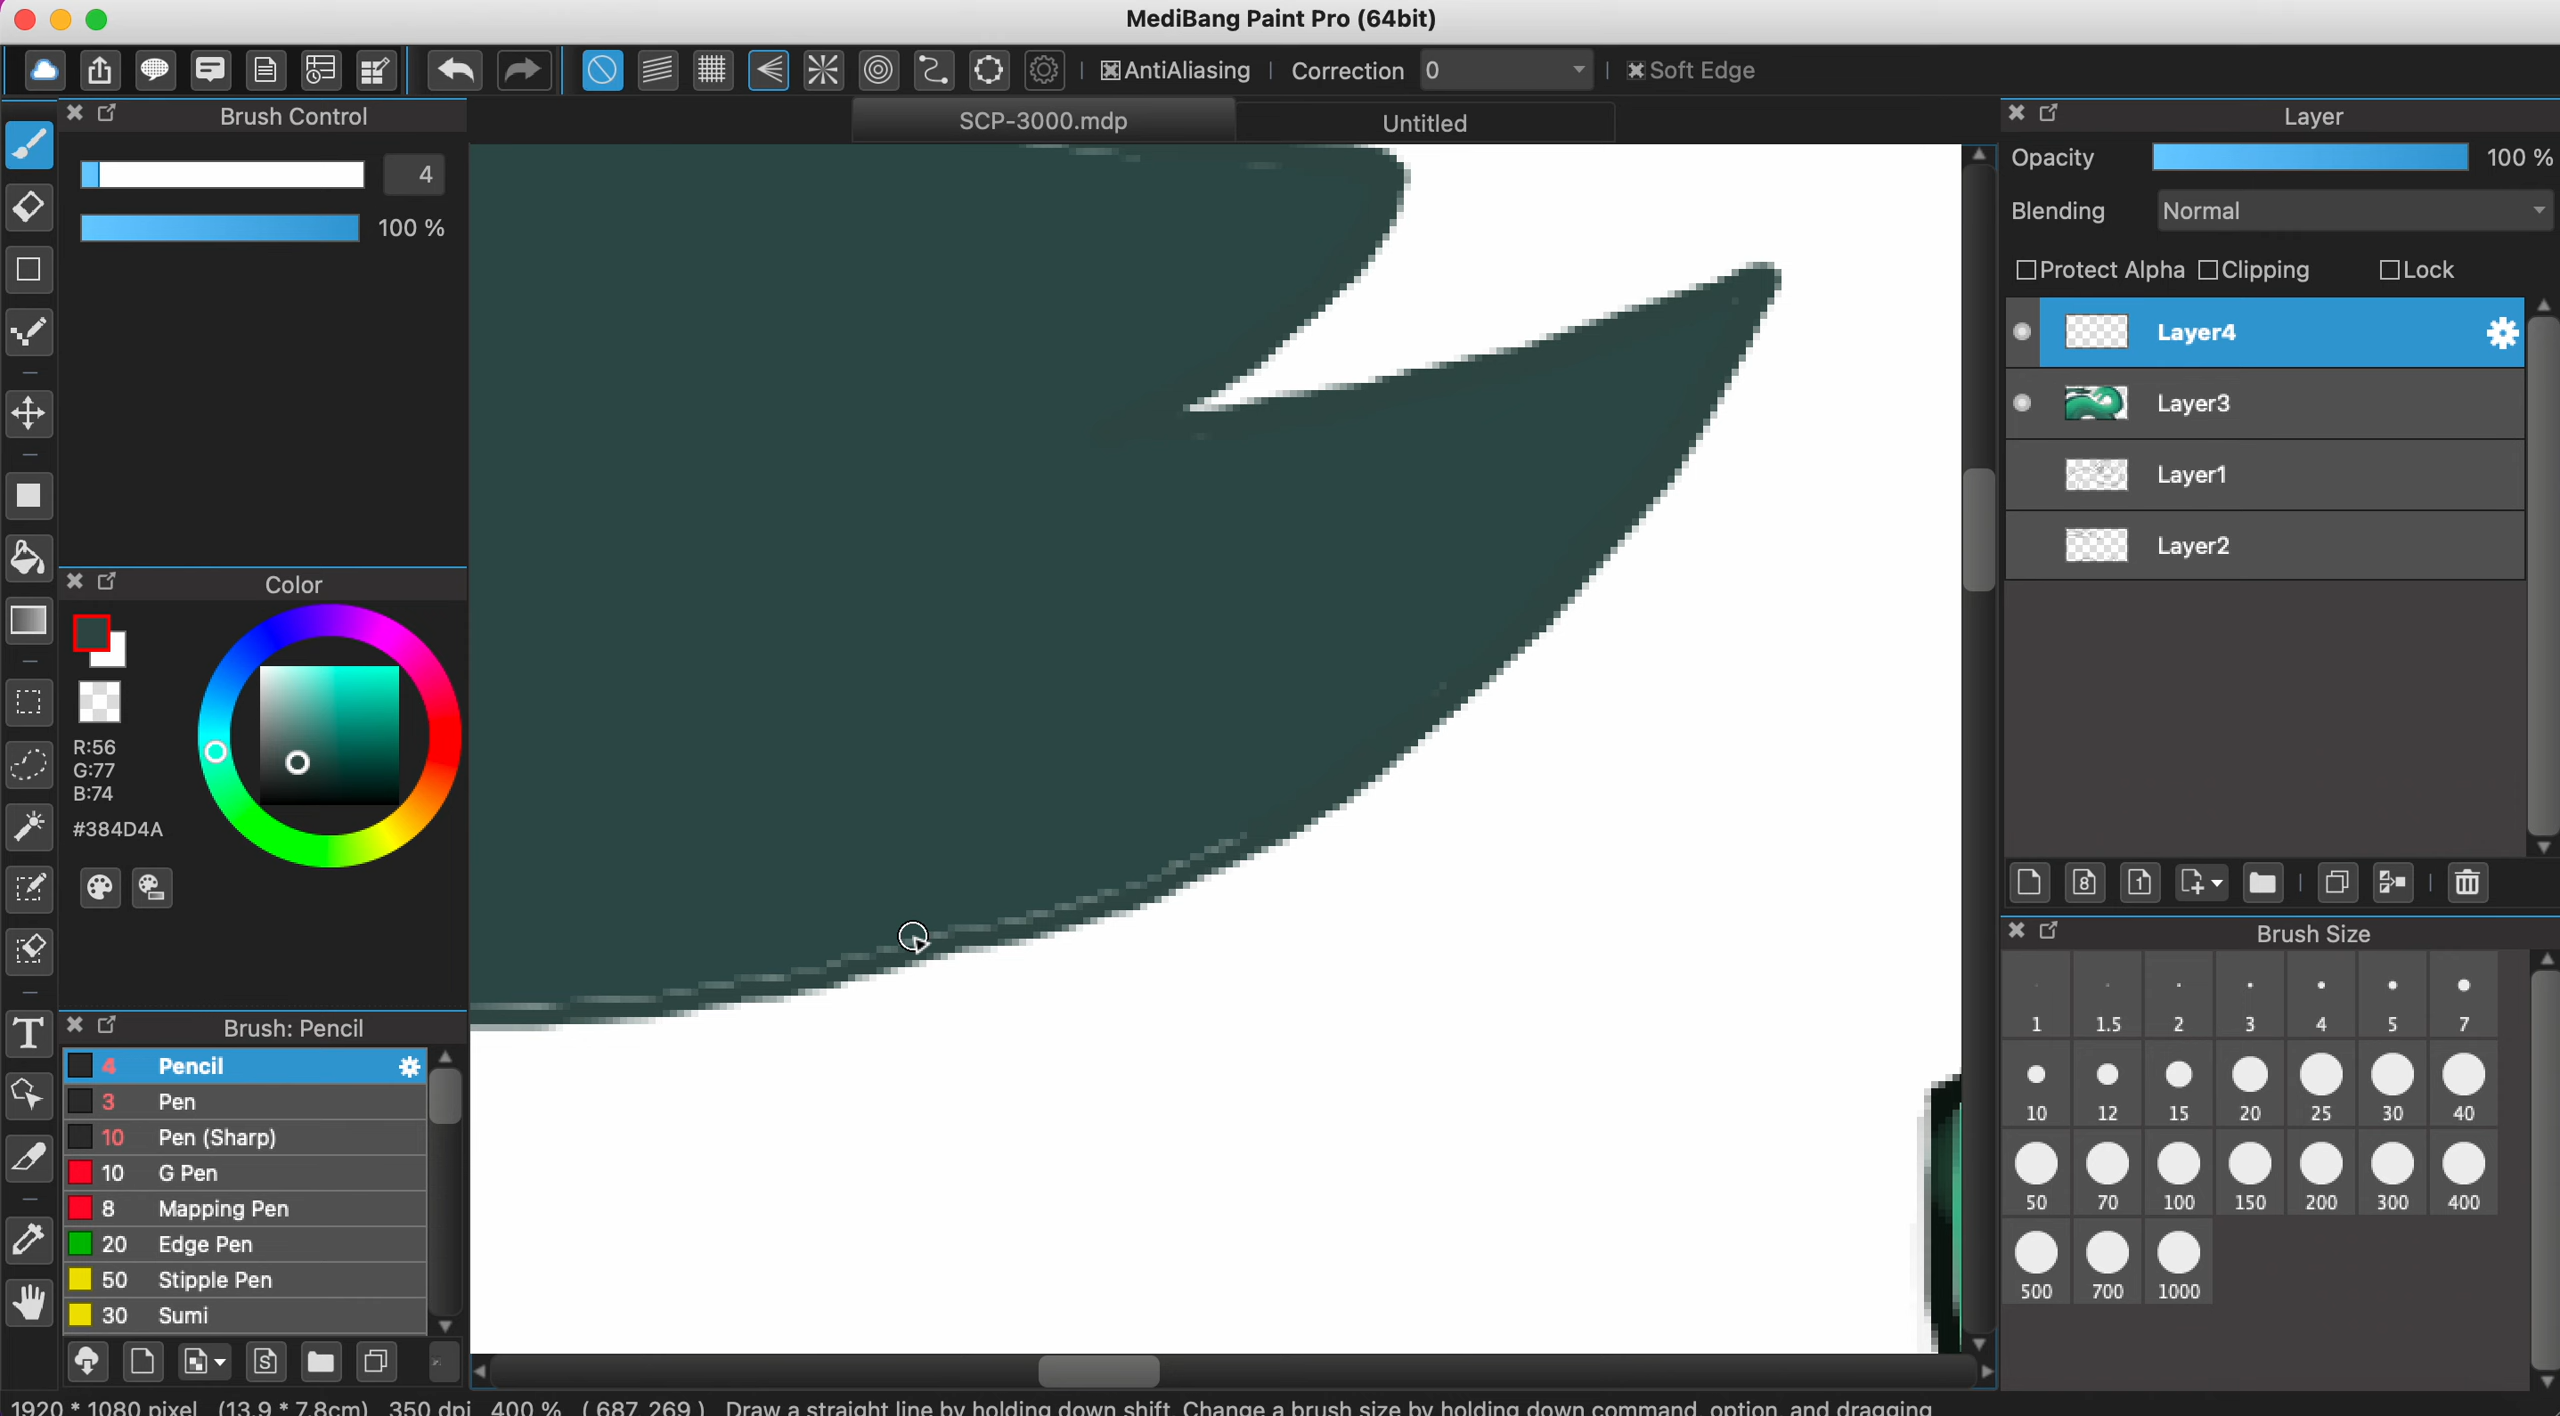 MediBang Paint Pro (64bit)
AntiAliasing Correction 0 Soft Edge
Brush Control
SCP-3000.mdp
Untitled
Layer
4
100 %
Opacity 100 %
Blending Normal
Protect Alpha Clipping Lock
Layer4
Layer3
Layer1
Layer2
Color
R:56
G:77
B:74
#384D4A
8 1
Brush Size
1 1.5 2 3 4 5 7
10 12 15 20 25 30 40
50 70 100 150 200 300 400
500 700 1000
T
Brush: Pencil
4 Pencil
3 Pen
10 Pen (Sharp)
10 G Pen
8 Mapping Pen
20 Edge Pen
50 Stipple Pen
30 Sumi
S
1920 * 1080 pixel (13.9 * 7.8cm) 350 dpi 400 % ( 687, 269 ) Draw a straight line by holding down shift, Change a brush size by holding down command, option, and dragging